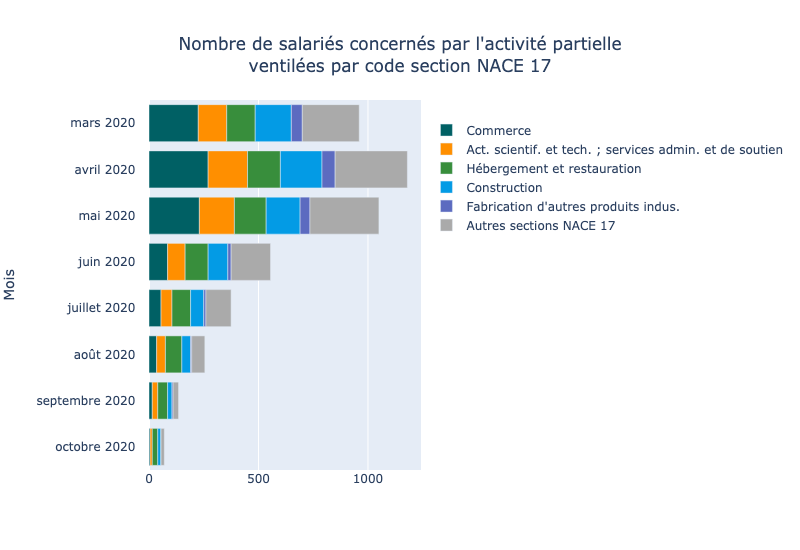 Nombre de salariés concernés par l'activité partielle
ventilées par code section NACE 17
Mois
mars 2020
avril 2020
mai 2020
juin 2020
juillet 2020
août 2020
septembre 2020
octobre 2020
0
500
1000
Commerce
Act. scientif. et tech. ; services admin. et de soutien
Hébergement et restauration
Construction
Fabrication d'autres produits indus.
Autres sections NACE 17